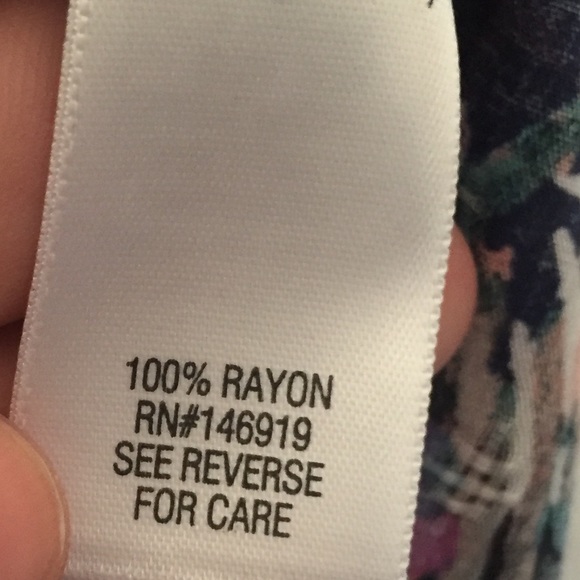 100% RAYON
RN#146919
SEE REVERSE
FOR CARE